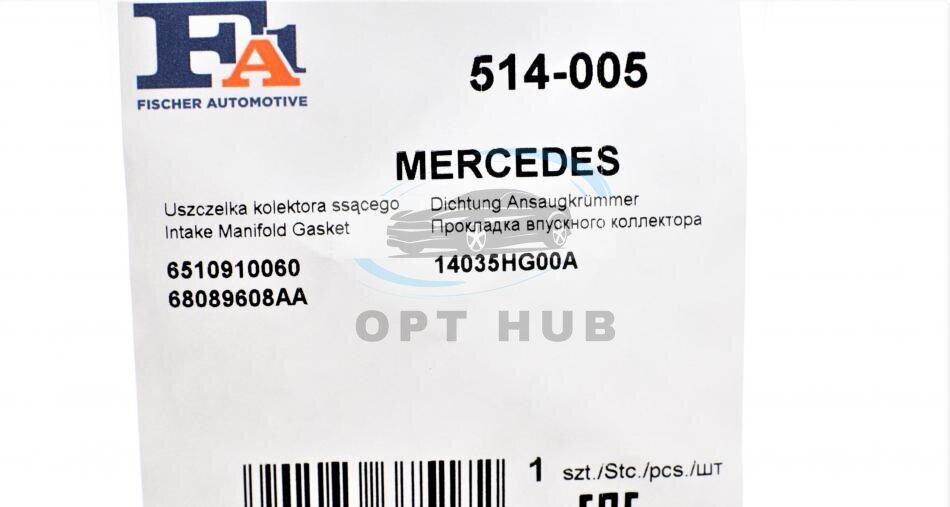 FA1
FISCHER AUTOMOTIVE
514-005
MERCEDES
Uszczelka kolektora ssącego
Intake Manifold Gasket
Dichtung Ansaugkrümmer
Прокладка впускного коллектора
6510910060
68089608AA
14035HG00A
OPT HUB
1 szt./Stc./pcs./шт